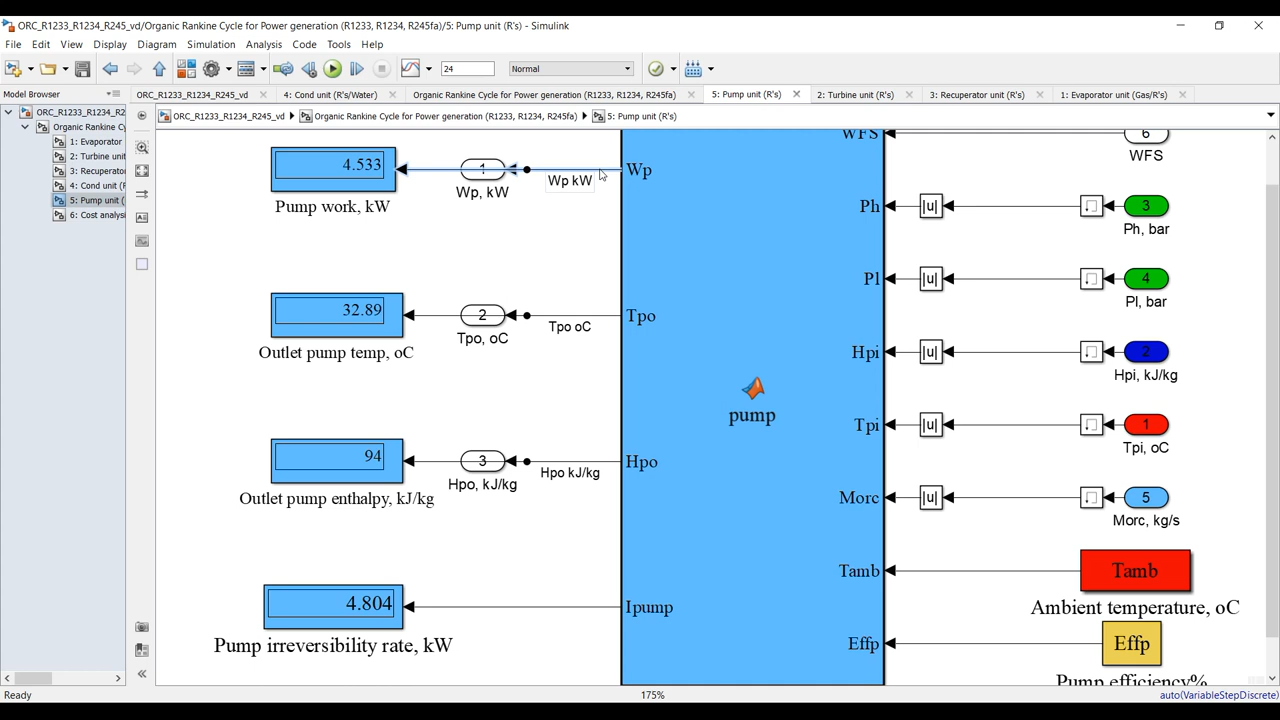 ORC_R1233_R1234_R245_vd/Organic Rankine Cycle for Power generation (R1233, R1234, R245fa)/5: Pump unit (R's) - Simulink
File Edit View Display Diagram Simulation Analysis Code Tools Help
24 Normal
Model Browser
ORC_R1233_R1234_R245_vd 4: Cond unit (R's/Water) Organic Rankine Cycle for Power generation (R1233, R1234, R245fa) 5: Pump unit (R's) 2: Turbine unit (R's) 3: Recuperator unit (R's) 1: Evaporator unit (Gas/R's)
ORC_R1233_R1234_R2
Organic Rankine Cy
1: Evaporator
2: Turbine unit
3: Recuperato
4: Cond unit (F
5: Pump unit (
6: Cost analysi
ORC_R1233_R1234_R245_vd Organic Rankine Cycle for Power generation (R1233, R1234, R245fa) 5: Pump unit (R's)
4.533
Pump work, kW
1
Wp, kW
Wp kW
Wp
32.89
Outlet pump temp, oC
2
Tpo, oC
Tpo oC
Tpo
94
Outlet pump enthalpy, kJ/kg
3
Hpo, kJ/kg
Hpo kJ/kg
Hpo
4.804
Pump irreversibility rate, kW
Ipump
pump
WFS
6
WFS
Ph
|u|
3
Ph, bar
Pl
|u|
4
Pl, bar
Hpi
|u|
2
Hpi, kJ/kg
Tpi
|u|
1
Tpi, oC
Morc
|u|
5
Morc, kg/s
Tamb
Tamb
Ambient temperature, oC
Effp
Effp
Pump efficiency%
Ready 175% auto(VariableStepDiscrete)